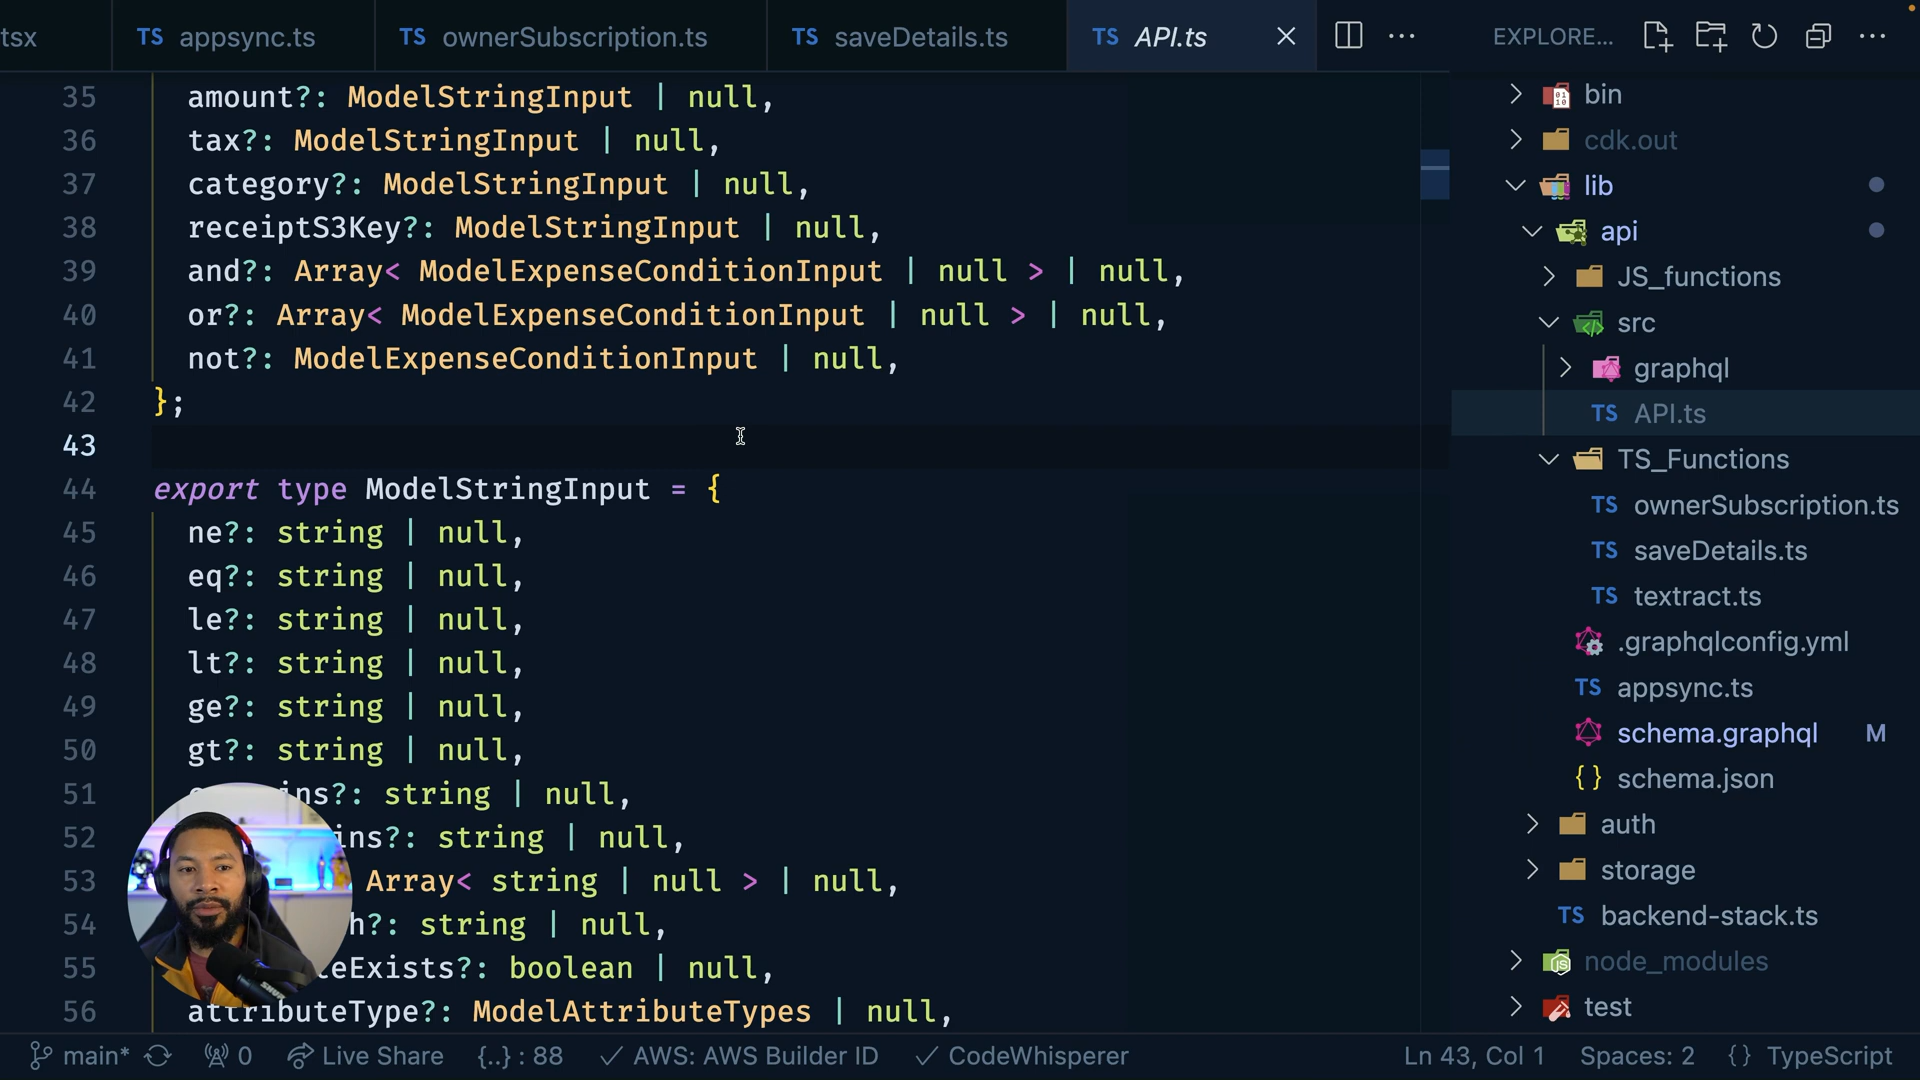 tsx
TS appsync.ts
TS ownerSubscription.ts
TS saveDetails.ts
TS API.ts
EXPLORE...
35 amount?: ModelStringInput | null,
36 tax?: ModelStringInput | null,
37 category?: ModelStringInput | null,
38 receiptS3Key?: ModelStringInput | null,
39 and?: Array< ModelExpenseConditionInput | null > | null,
40 or?: Array< ModelExpenseConditionInput | null > | null,
41 not?: ModelExpenseConditionInput | null,
42 };
43
44 export type ModelStringInput = {
45 ne?: string | null,
46 eq?: string | null,
47 le?: string | null,
48 lt?: string | null,
49 ge?: string | null,
50 gt?: string | null,
51 ins?: string | null,
52 ins?: string | null,
53 Array< string | null > | null,
54 h?: string | null,
55 teExists?: boolean | null,
56 attributeType?: ModelAttributeTypes | null,
bin
cdk.out
lib
api
JS_functions
src
graphql
TS API.ts
TS_Functions
TS ownerSubscription.ts
TS saveDetails.ts
TS textract.ts
.graphqlconfig.yml
TS appsync.ts
schema.graphql M
{} schema.json
auth
storage
TS backend-stack.ts
node_modules
test
main* 0 Live Share {..} : 88 AWS: AWS Builder ID CodeWhisperer Ln 43, Col 1 Spaces: 2 {} TypeScript